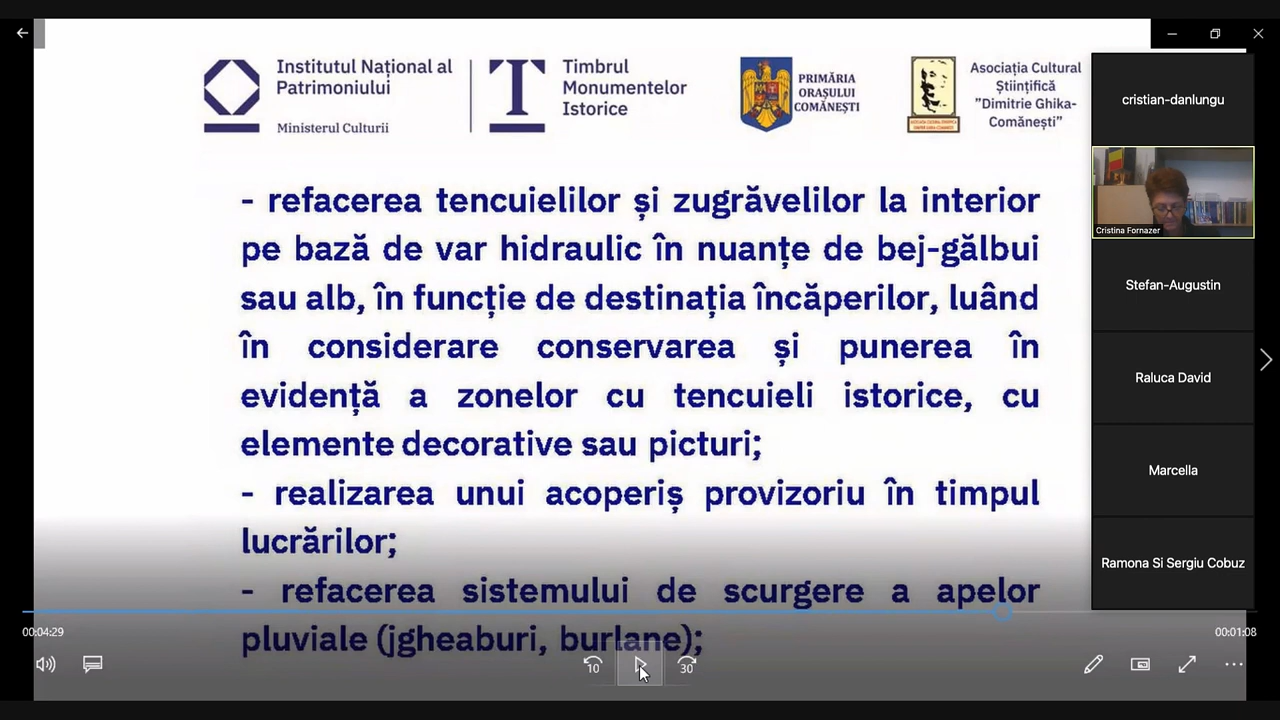 Institutul Național al
Patrimoniului
Ministerul Culturii
Timbrul
Monumentelor
Istorice
PRIMĂRIA
ORAȘULUI
COMĂNEȘTI
Asociația Cultural
Științifică
”Dimitrie Ghika-
Comănești”
- refacerea tencuielilor și zugrăvelilor la interior
pe bază de var hidraulic în nuanțe de bej-gălbui
sau alb, în funcție de destinația încăperilor, luând
în considerare conservarea și punerea în
evidență a zonelor cu tencuieli istorice, cu
elemente decorative sau picturi;
- realizarea unui acoperiș provizoriu în timpul
lucrărilor;
- refacerea sistemului de scurgere a apelor
pluviale (jgheaburi, burlane);
cristian-danlungu
Cristina Fornazer
Stefan-Augustin
Raluca David
Marcella
Ramona Si Sergiu Cobuz
00:04:29
00:01:08
10
30